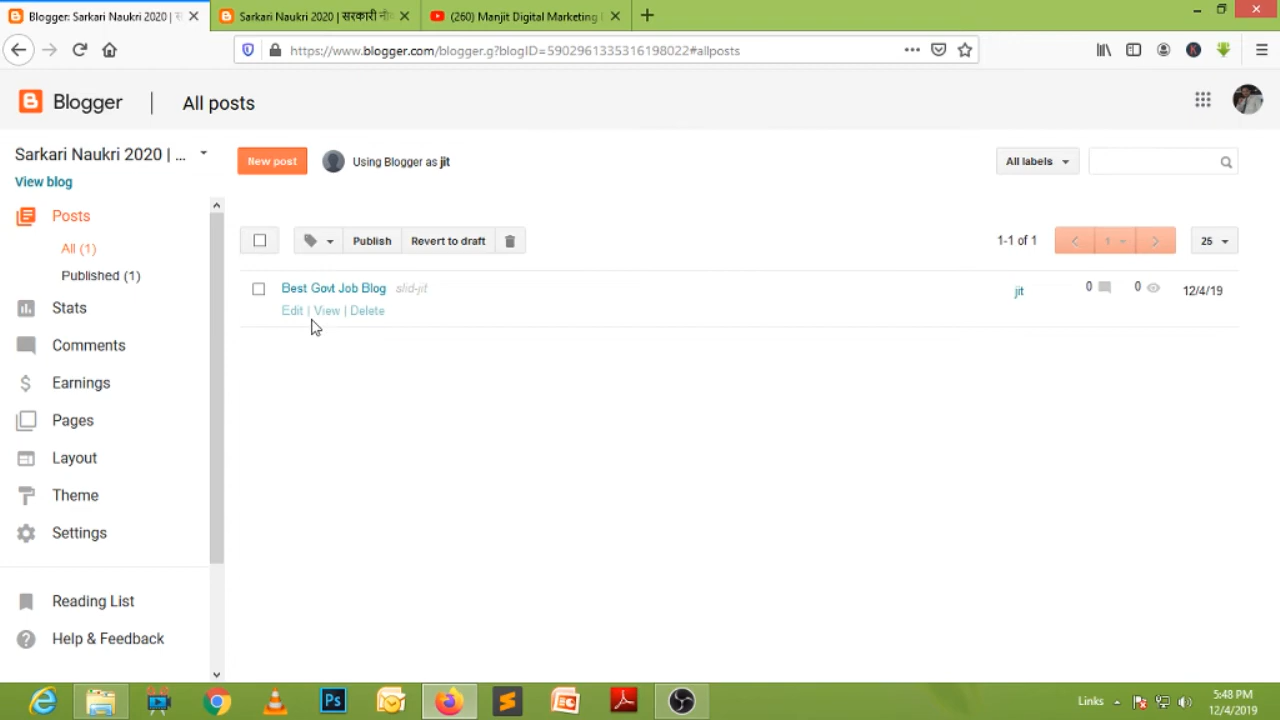 Blogger: Sarkari Naukri 2020 | स
Sarkari Naukri 2020 | सरकारी नौ
(260) Manjit Digital Marketing
https://www.blogger.com/blogger.g?blogID=5902961335316198022#allposts
K
Blogger | All posts
Sarkari Naukri 2020 | ...
New post
Using Blogger as jit
All labels
View blog
Posts
All (1)
Published (1)
Publish
Revert to draft
1-1 of 1
1
25
Best Govt Job Blog slid-jit
jit
0
0
12/4/19
Edit | View | Delete
Stats
Comments
Earnings
Pages
Layout
Theme
Settings
Reading List
Help & Feedback
Ps
Links
5:48 PM
12/4/2019